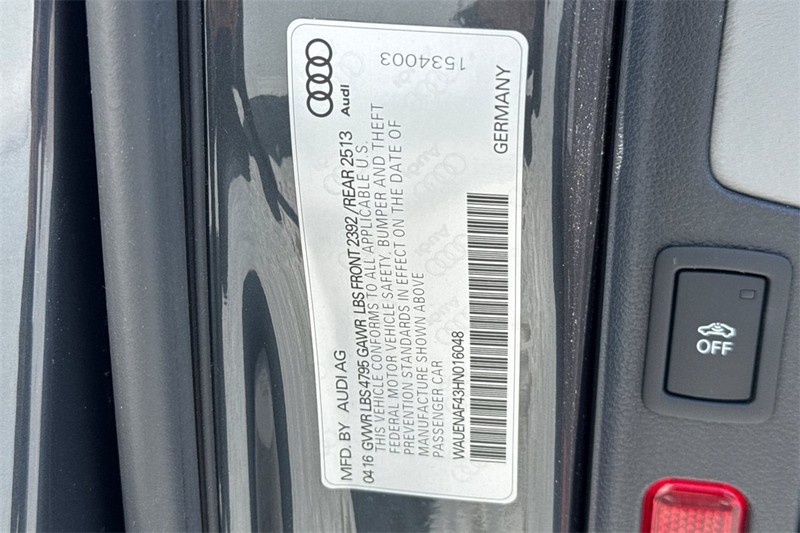 MFD. BY AUDI AG
Audi
0416 GVWR LBS 4795 GAWR LBS FRONT 2392 /REAR 2513
THIS VEHICLE CONFORMS TO ALL APPLICABLE U.S.
FEDERAL MOTOR VEHICLE SAFETY, BUMPER AND THEFT
PREVENTION STANDARDS IN EFFECT ON THE DATE OF
MANUFACTURE SHOWN ABOVE
PASSENGER CAR
WAUENAF43HN016048
GERMANY
1534003
OFF